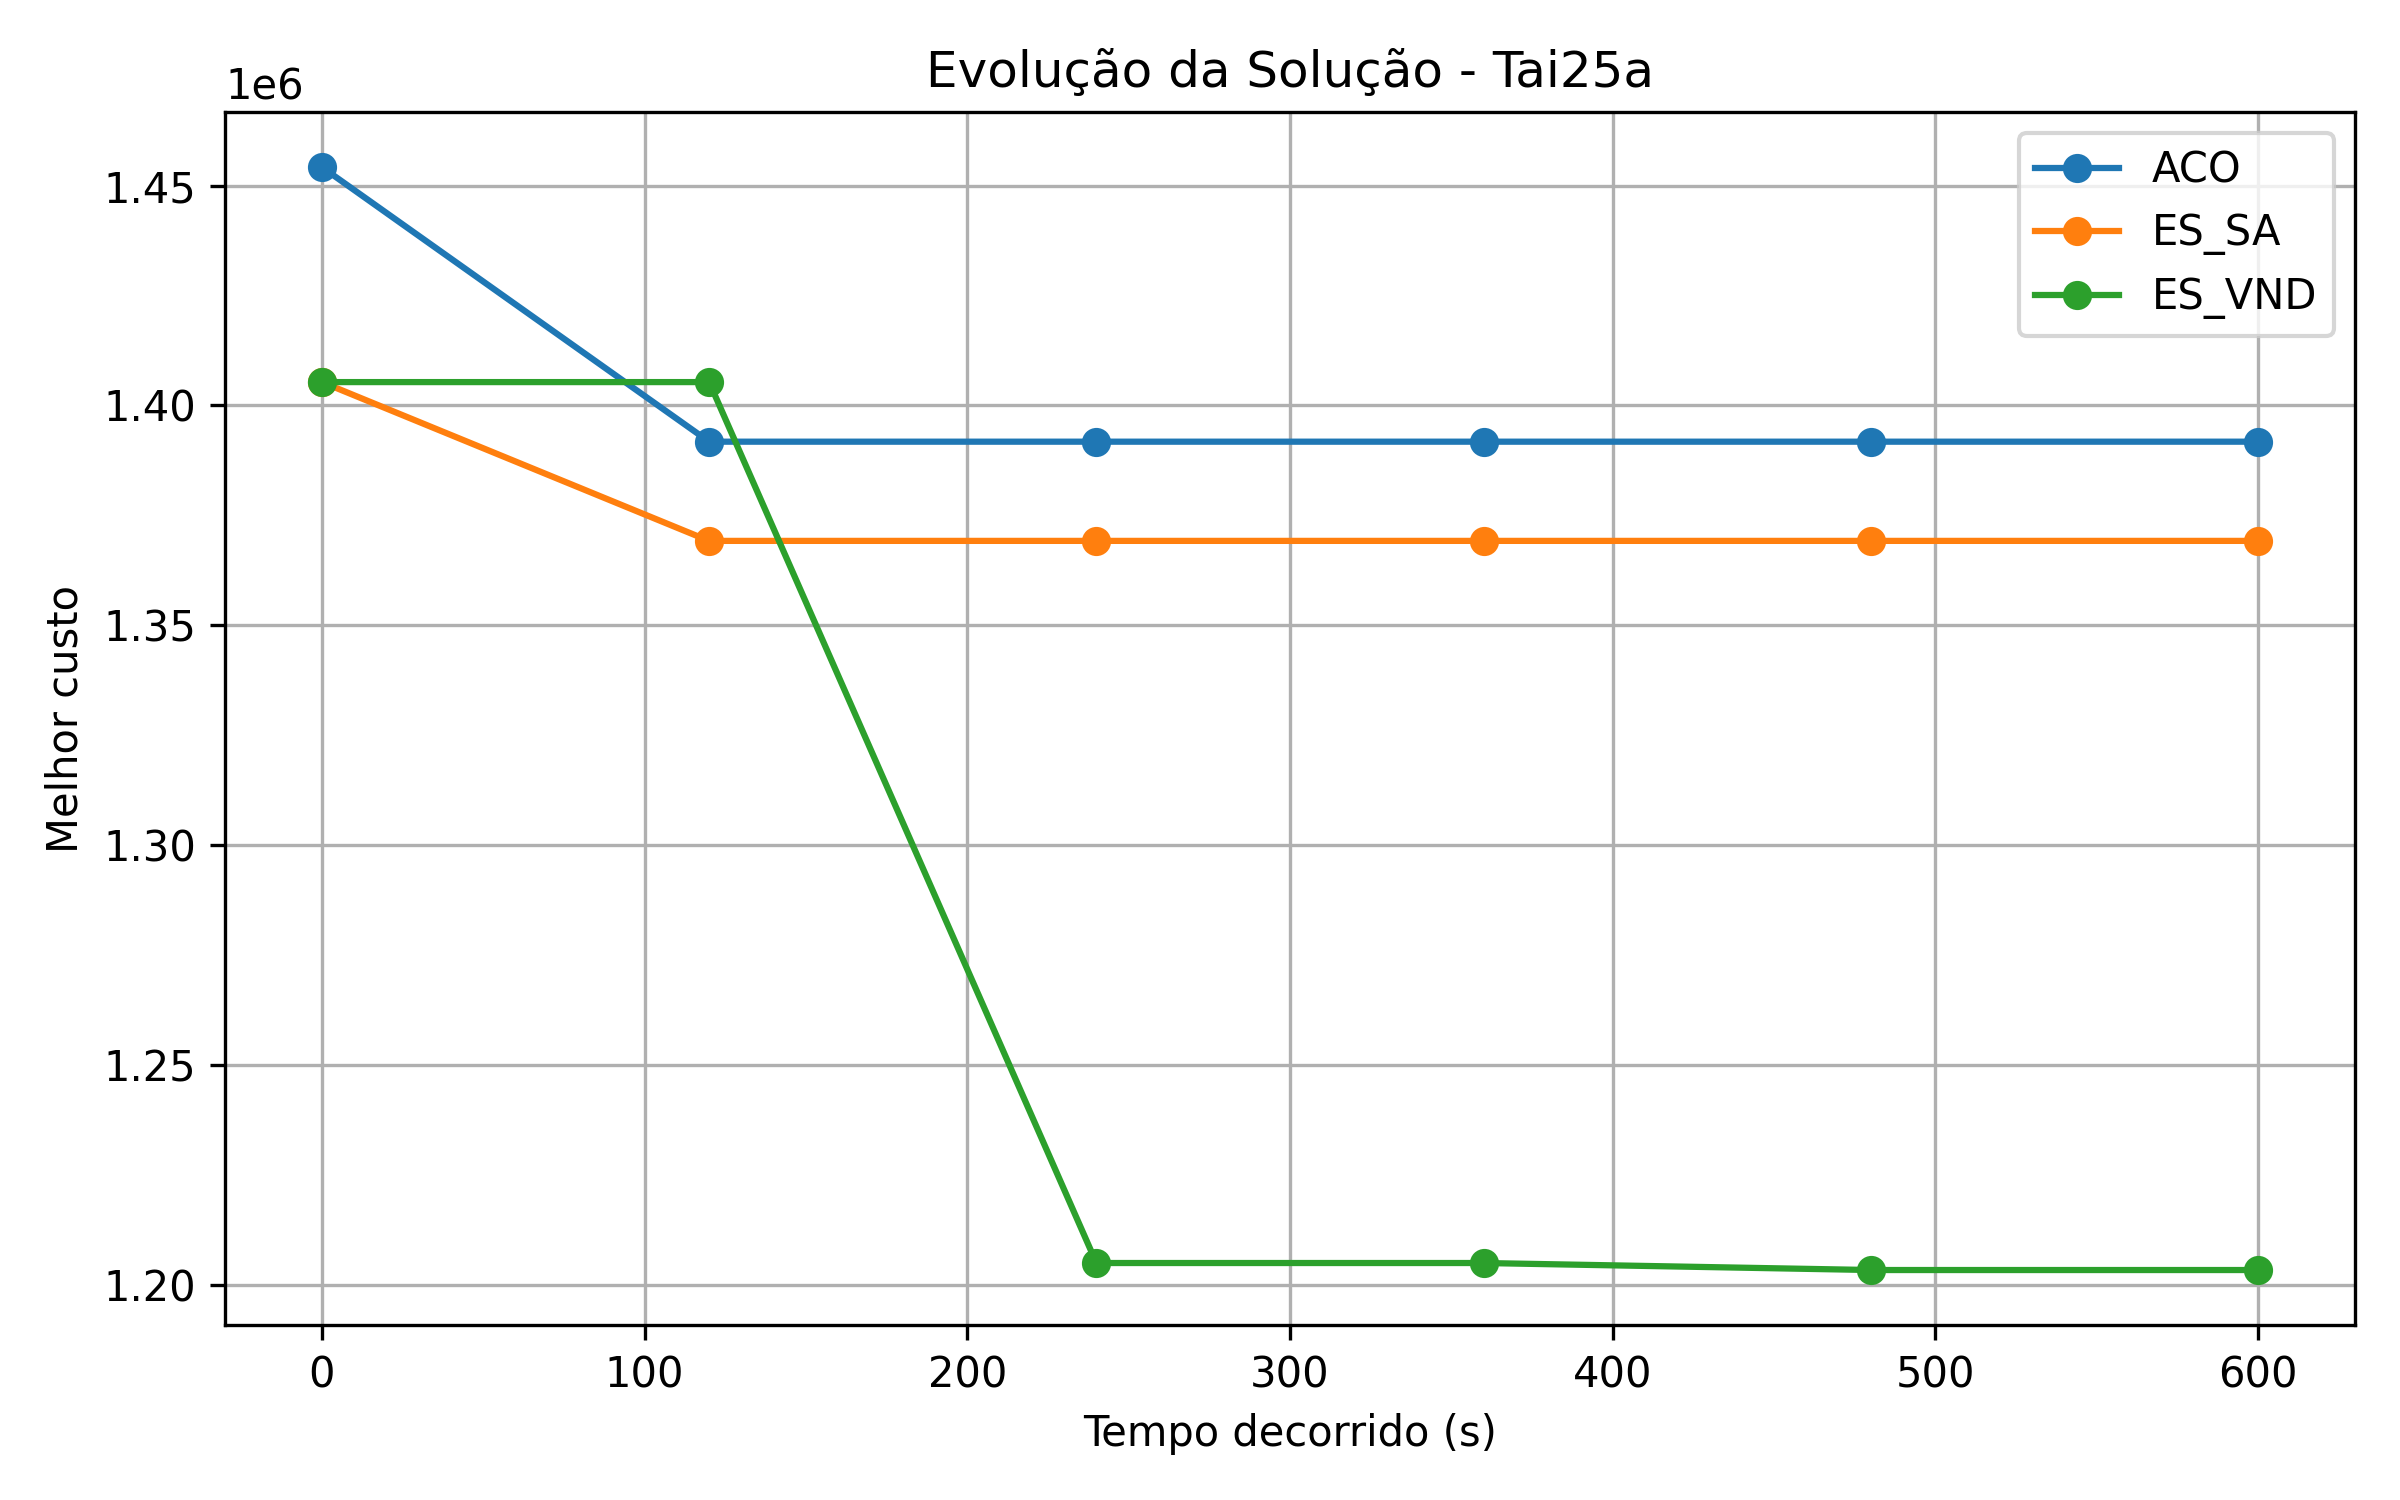 Evolução da Solução - Tai25a
1e6
ACO
ES_SA
ES_VND
1.45
1.40
1.35
1.30
1.25
1.20
Melhor custo
0 100 200 300 400 500 600
Tempo decorrido (s)